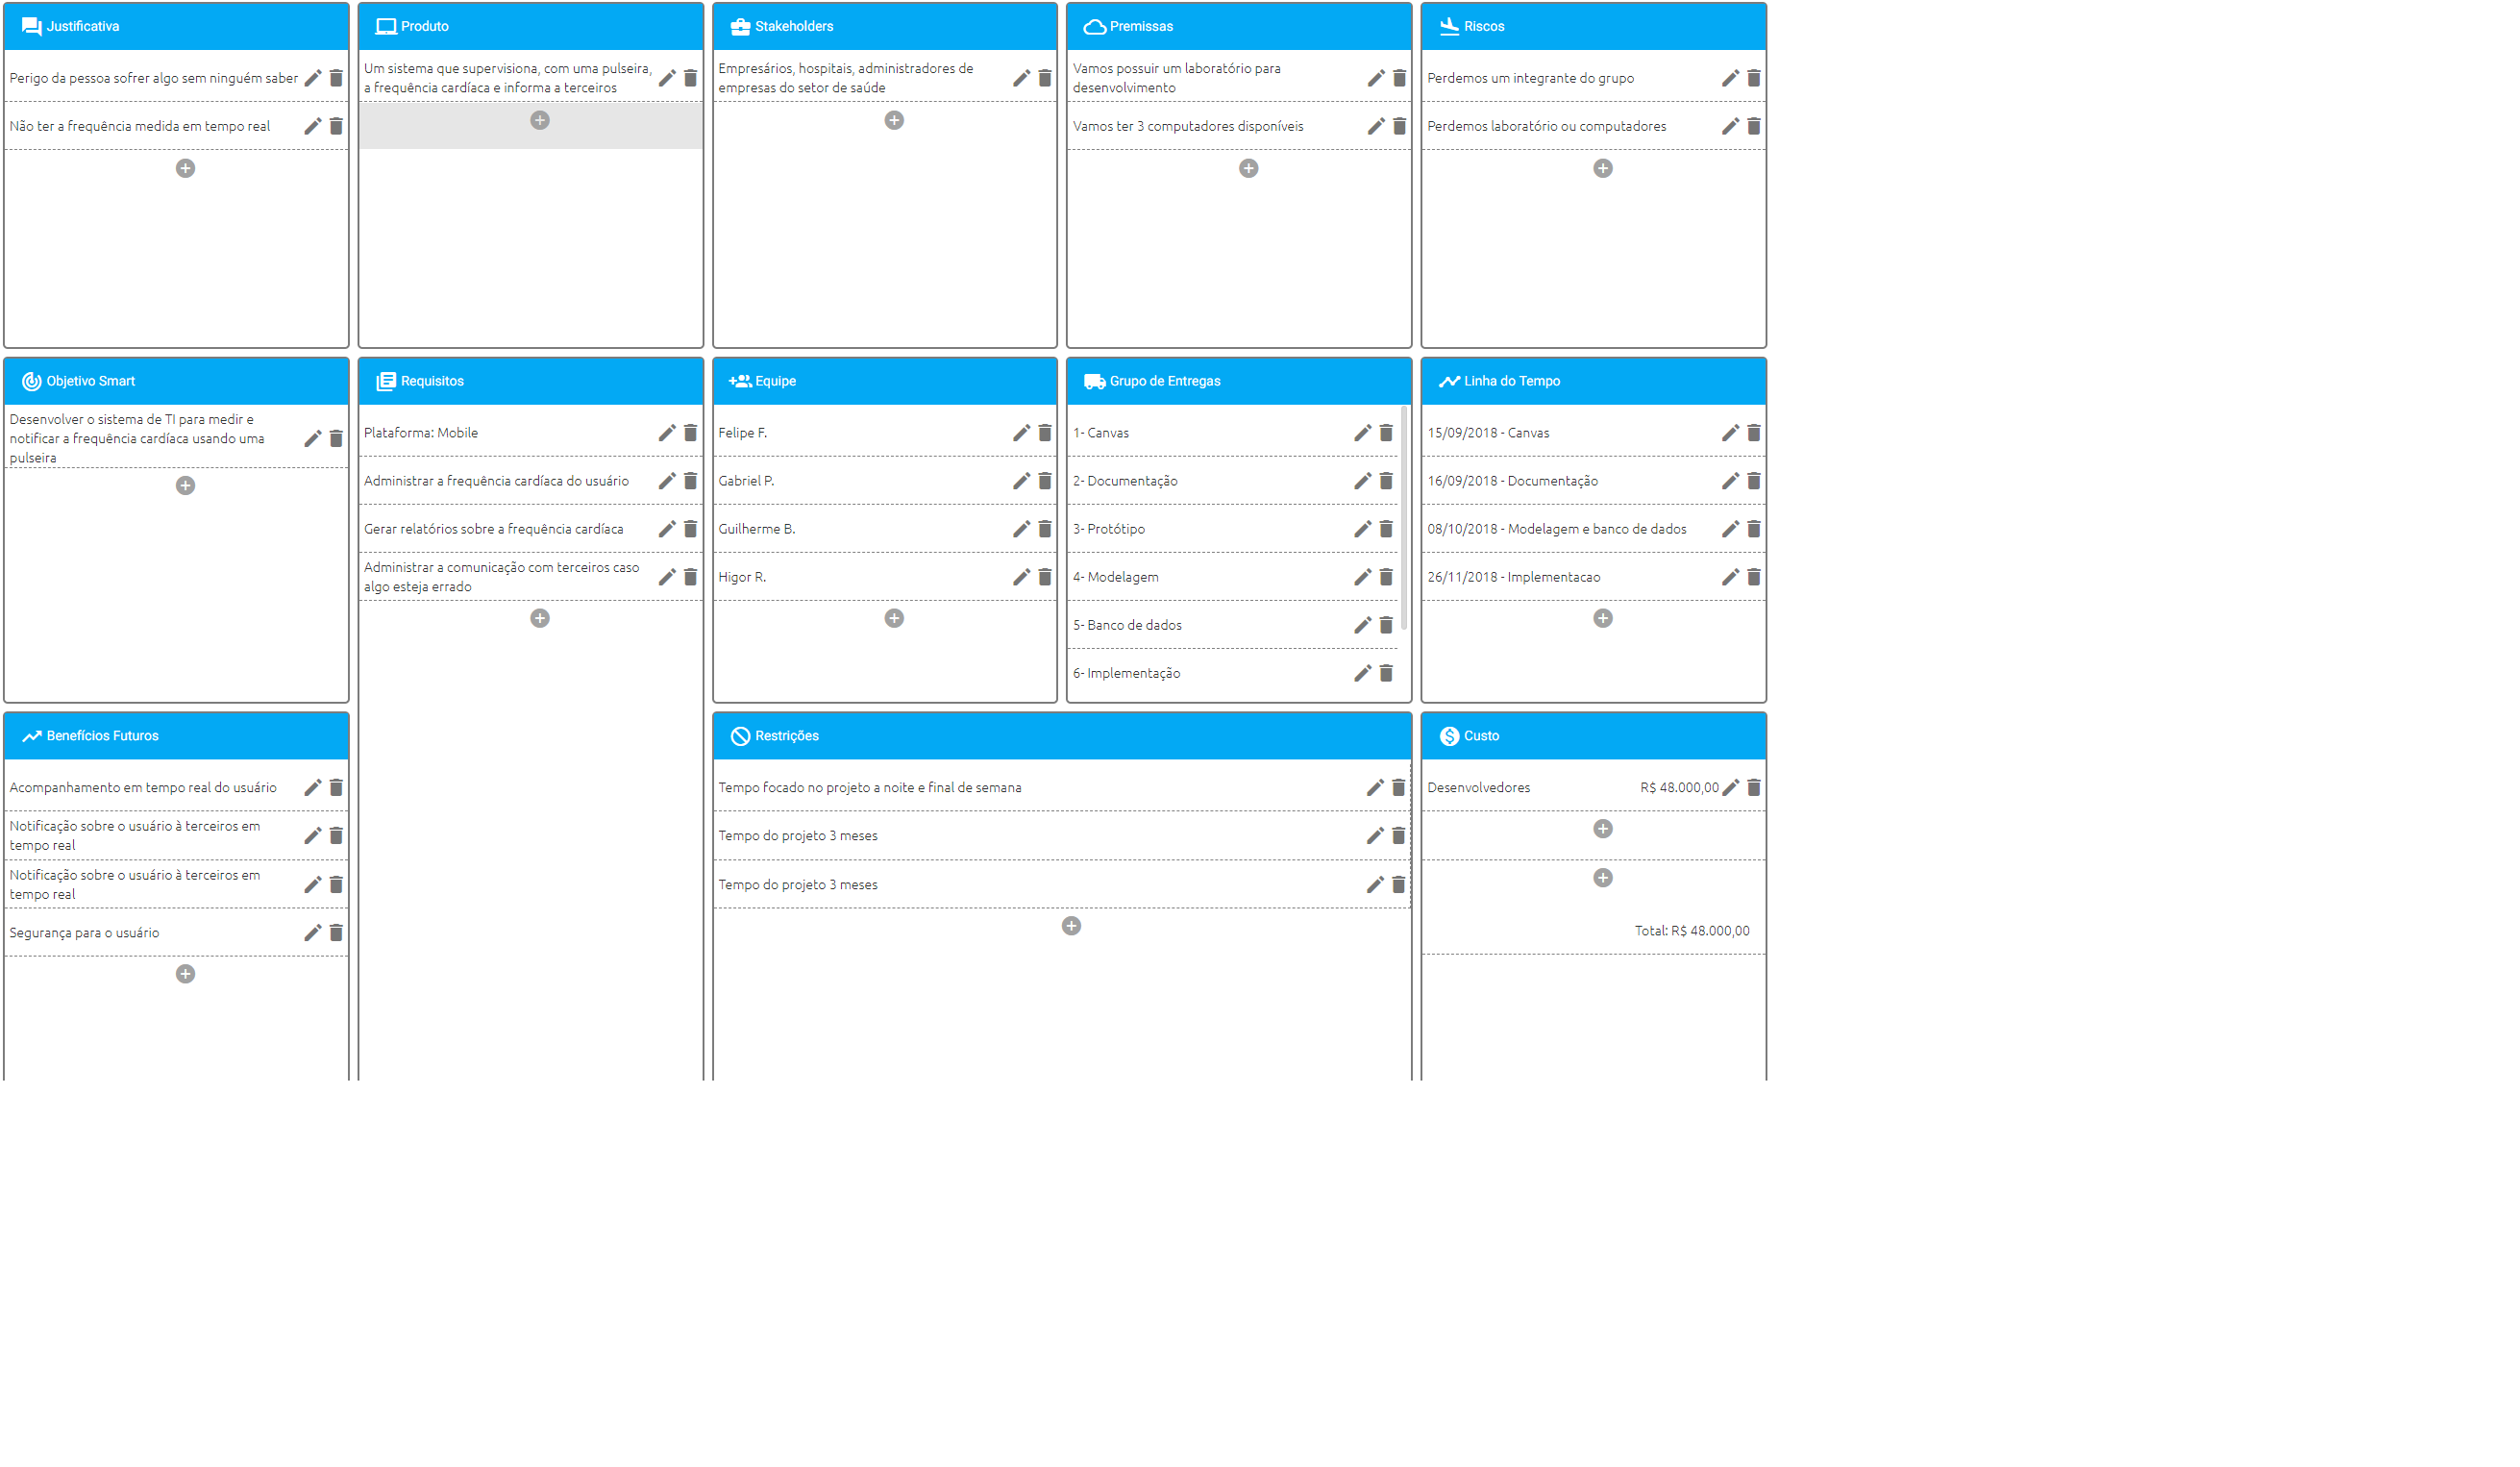 Justificativa
Perigo da pessoa sofrer algo sem ninguém saber
Não ter a frequência medida em tempo real
Produto
Um sistema que supervisiona, com uma pulseira,
a frequência cardíaca e informa a terceiros
Stakeholders
Empresários, hospitais, administradores de
empresas do setor de saúde
Premissas
Vamos possuir um laboratório para
desenvolvimento
Vamos ter 3 computadores disponíveis
Riscos
Perdemos um integrante do grupo
Perdemos laboratório ou computadores
Objetivo Smart
Desenvolver o sistema de TI para medir e
notificar a frequência cardíaca usando uma
pulseira
Requisitos
Plataforma: Mobile
Administrar a frequência cardíaca do usuário
Gerar relatórios sobre a frequência cardíaca
Administrar a comunicação com terceiros caso
algo esteja errado
Equipe
Felipe F.
Gabriel P.
Guilherme B.
Higor R.
Grupo de Entregas
1- Canvas
2- Documentação
3- Protótipo
4- Modelagem
5- Banco de dados
6- Implementação
Linha do Tempo
15/09/2018 - Canvas
16/09/2018 - Documentação
08/10/2018 - Modelagem e banco de dados
26/11/2018 - Implementacao
Benefícios Futuros
Acompanhamento em tempo real do usuário
Notificação sobre o usuário à terceiros em
tempo real
Notificação sobre o usuário à terceiros em
tempo real
Segurança para o usuário
Restrições
Tempo focado no projeto a noite e final de semana
Tempo do projeto 3 meses
Tempo do projeto 3 meses
Custo
Desenvolvedores R$ 48.000,00
Total: R$ 48.000,00